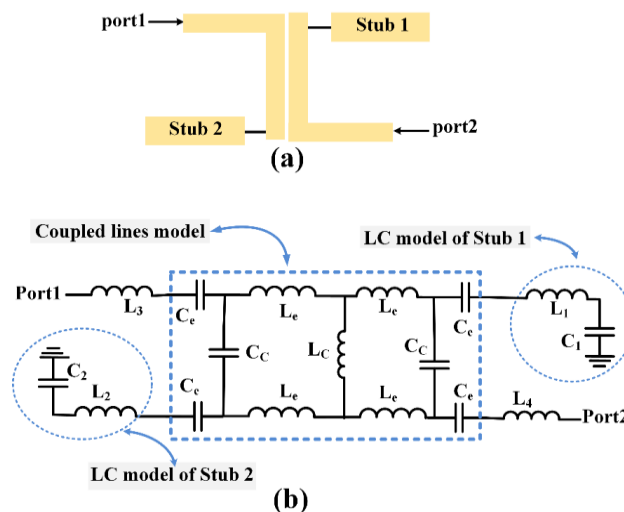 port1
Stub 1
Stub 2
port2
(a)
Coupled lines model
LC model of Stub 1
Port1
L3
Ce
Le
Le
Ce
L1
C1
CC
LC
CC
C2
L2
Ce
Le
Le
Ce
L4
Port2
LC model of Stub 2
(b)